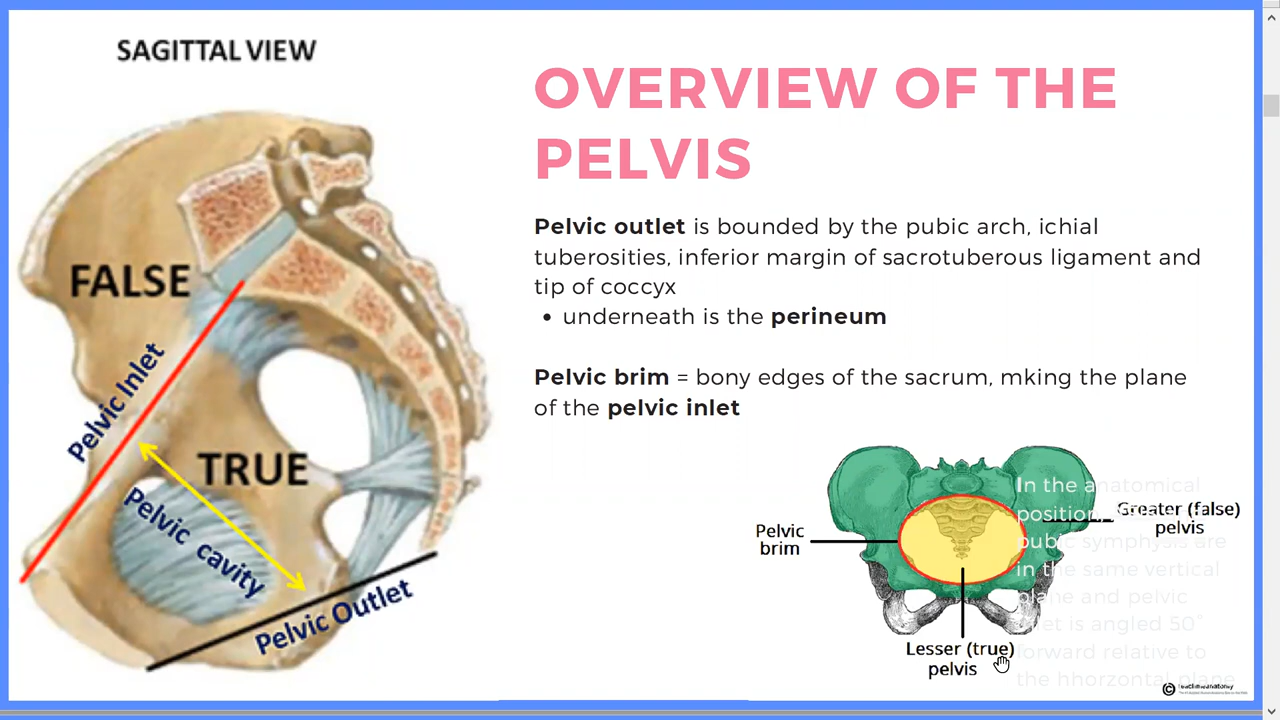 SAGITTAL VIEW
FALSE
Pelvic Inlet
TRUE
Pelvic cavity
Pelvic Outlet
OVERVIEW OF THE
PELVIS
Pelvic outlet is bounded by the pubic arch, ichial
tuberosities, inferior margin of sacrotuberous ligament and
tip of coccyx
• underneath is the perineum
Pelvic brim = bony edges of the sacrum, mking the plane
of the pelvic inlet
Pelvic
brim
Greater (false)
pelvis
Lesser (true)
pelvis
In the anatomical
position,
pubic symphysis are
in the same vertical
plane and pelvic
inlet is angled 50°
forward relative to
the hhorzontal plane
©